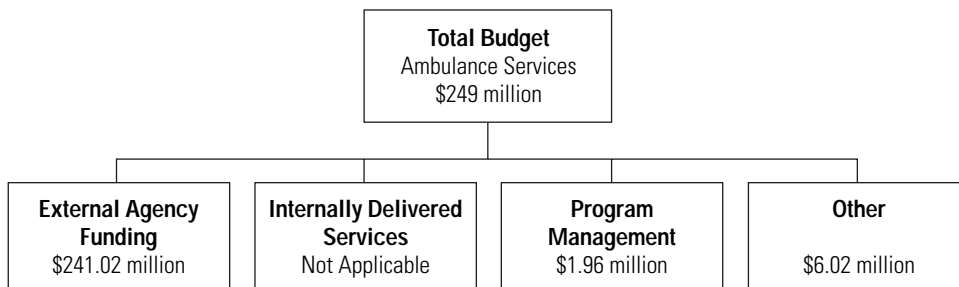 Total Budget
Ambulance Services
$249 million
External Agency
Funding
$241.02 million
Internally Delivered
Services
Not Applicable
Program
Management
$1.96 million
Other
$6.02 million